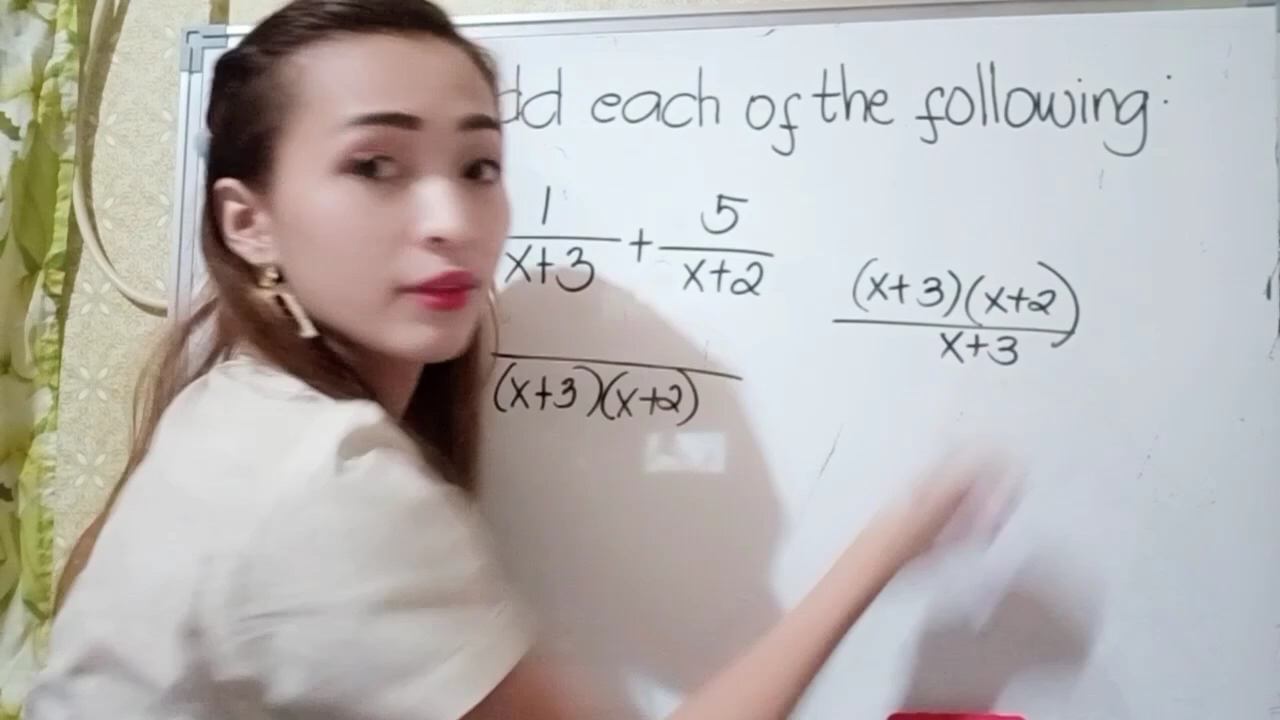 dd each of the following:
1/x+3 + 5/x+2
(x+3)(x+2)/x+3
/(x+3)(x+2)